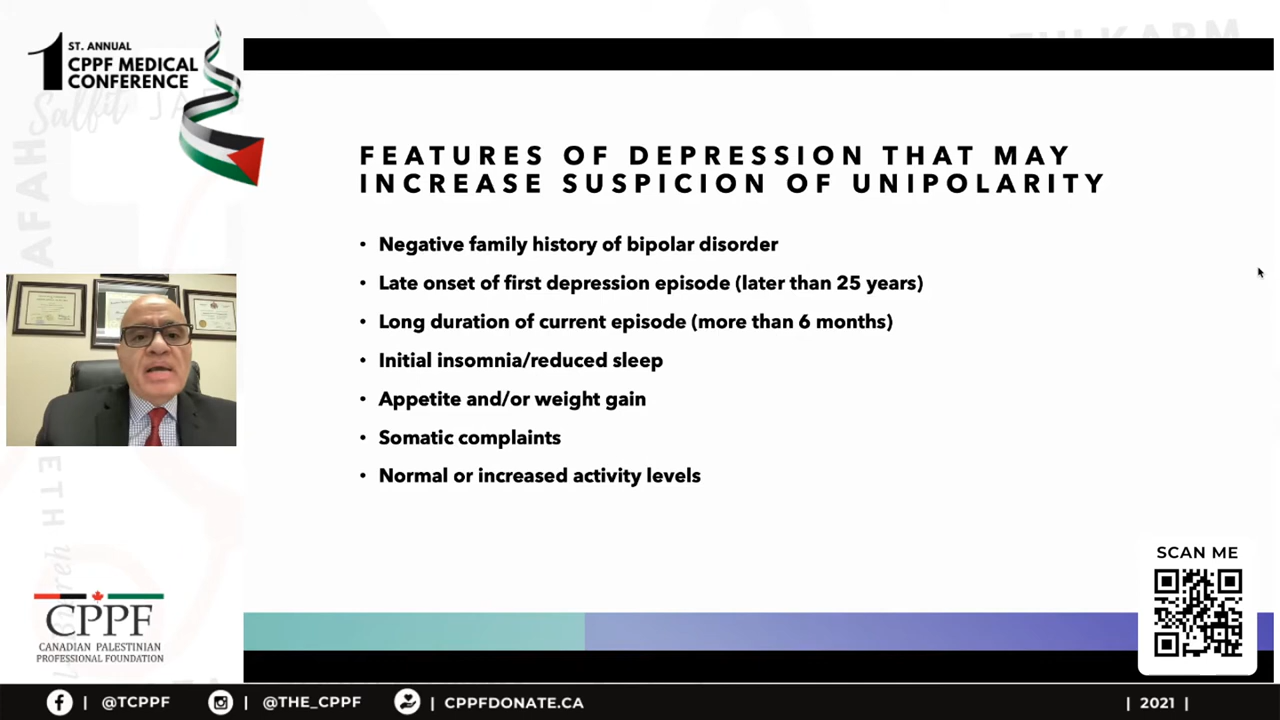 1
ST. ANNUAL
CPPF MEDICAL
CONFERENCE
Salfit
FEATURES OF DEPRESSION THAT MAY
INCREASE SUSPICION OF UNIPOLARITY
• Negative family history of bipolar disorder
• Late onset of first depression episode (later than 25 years)
• Long duration of current episode (more than 6 months)
• Initial insomnia/reduced sleep
• Appetite and/or weight gain
• Somatic complaints
• Normal or increased activity levels
SCAN ME
CPPF
CANADIAN PALESTINIAN
PROFESSIONAL FOUNDATION
| @TCPPF | @THE_CPPF | CPPFDONATE.CA | 2021 |